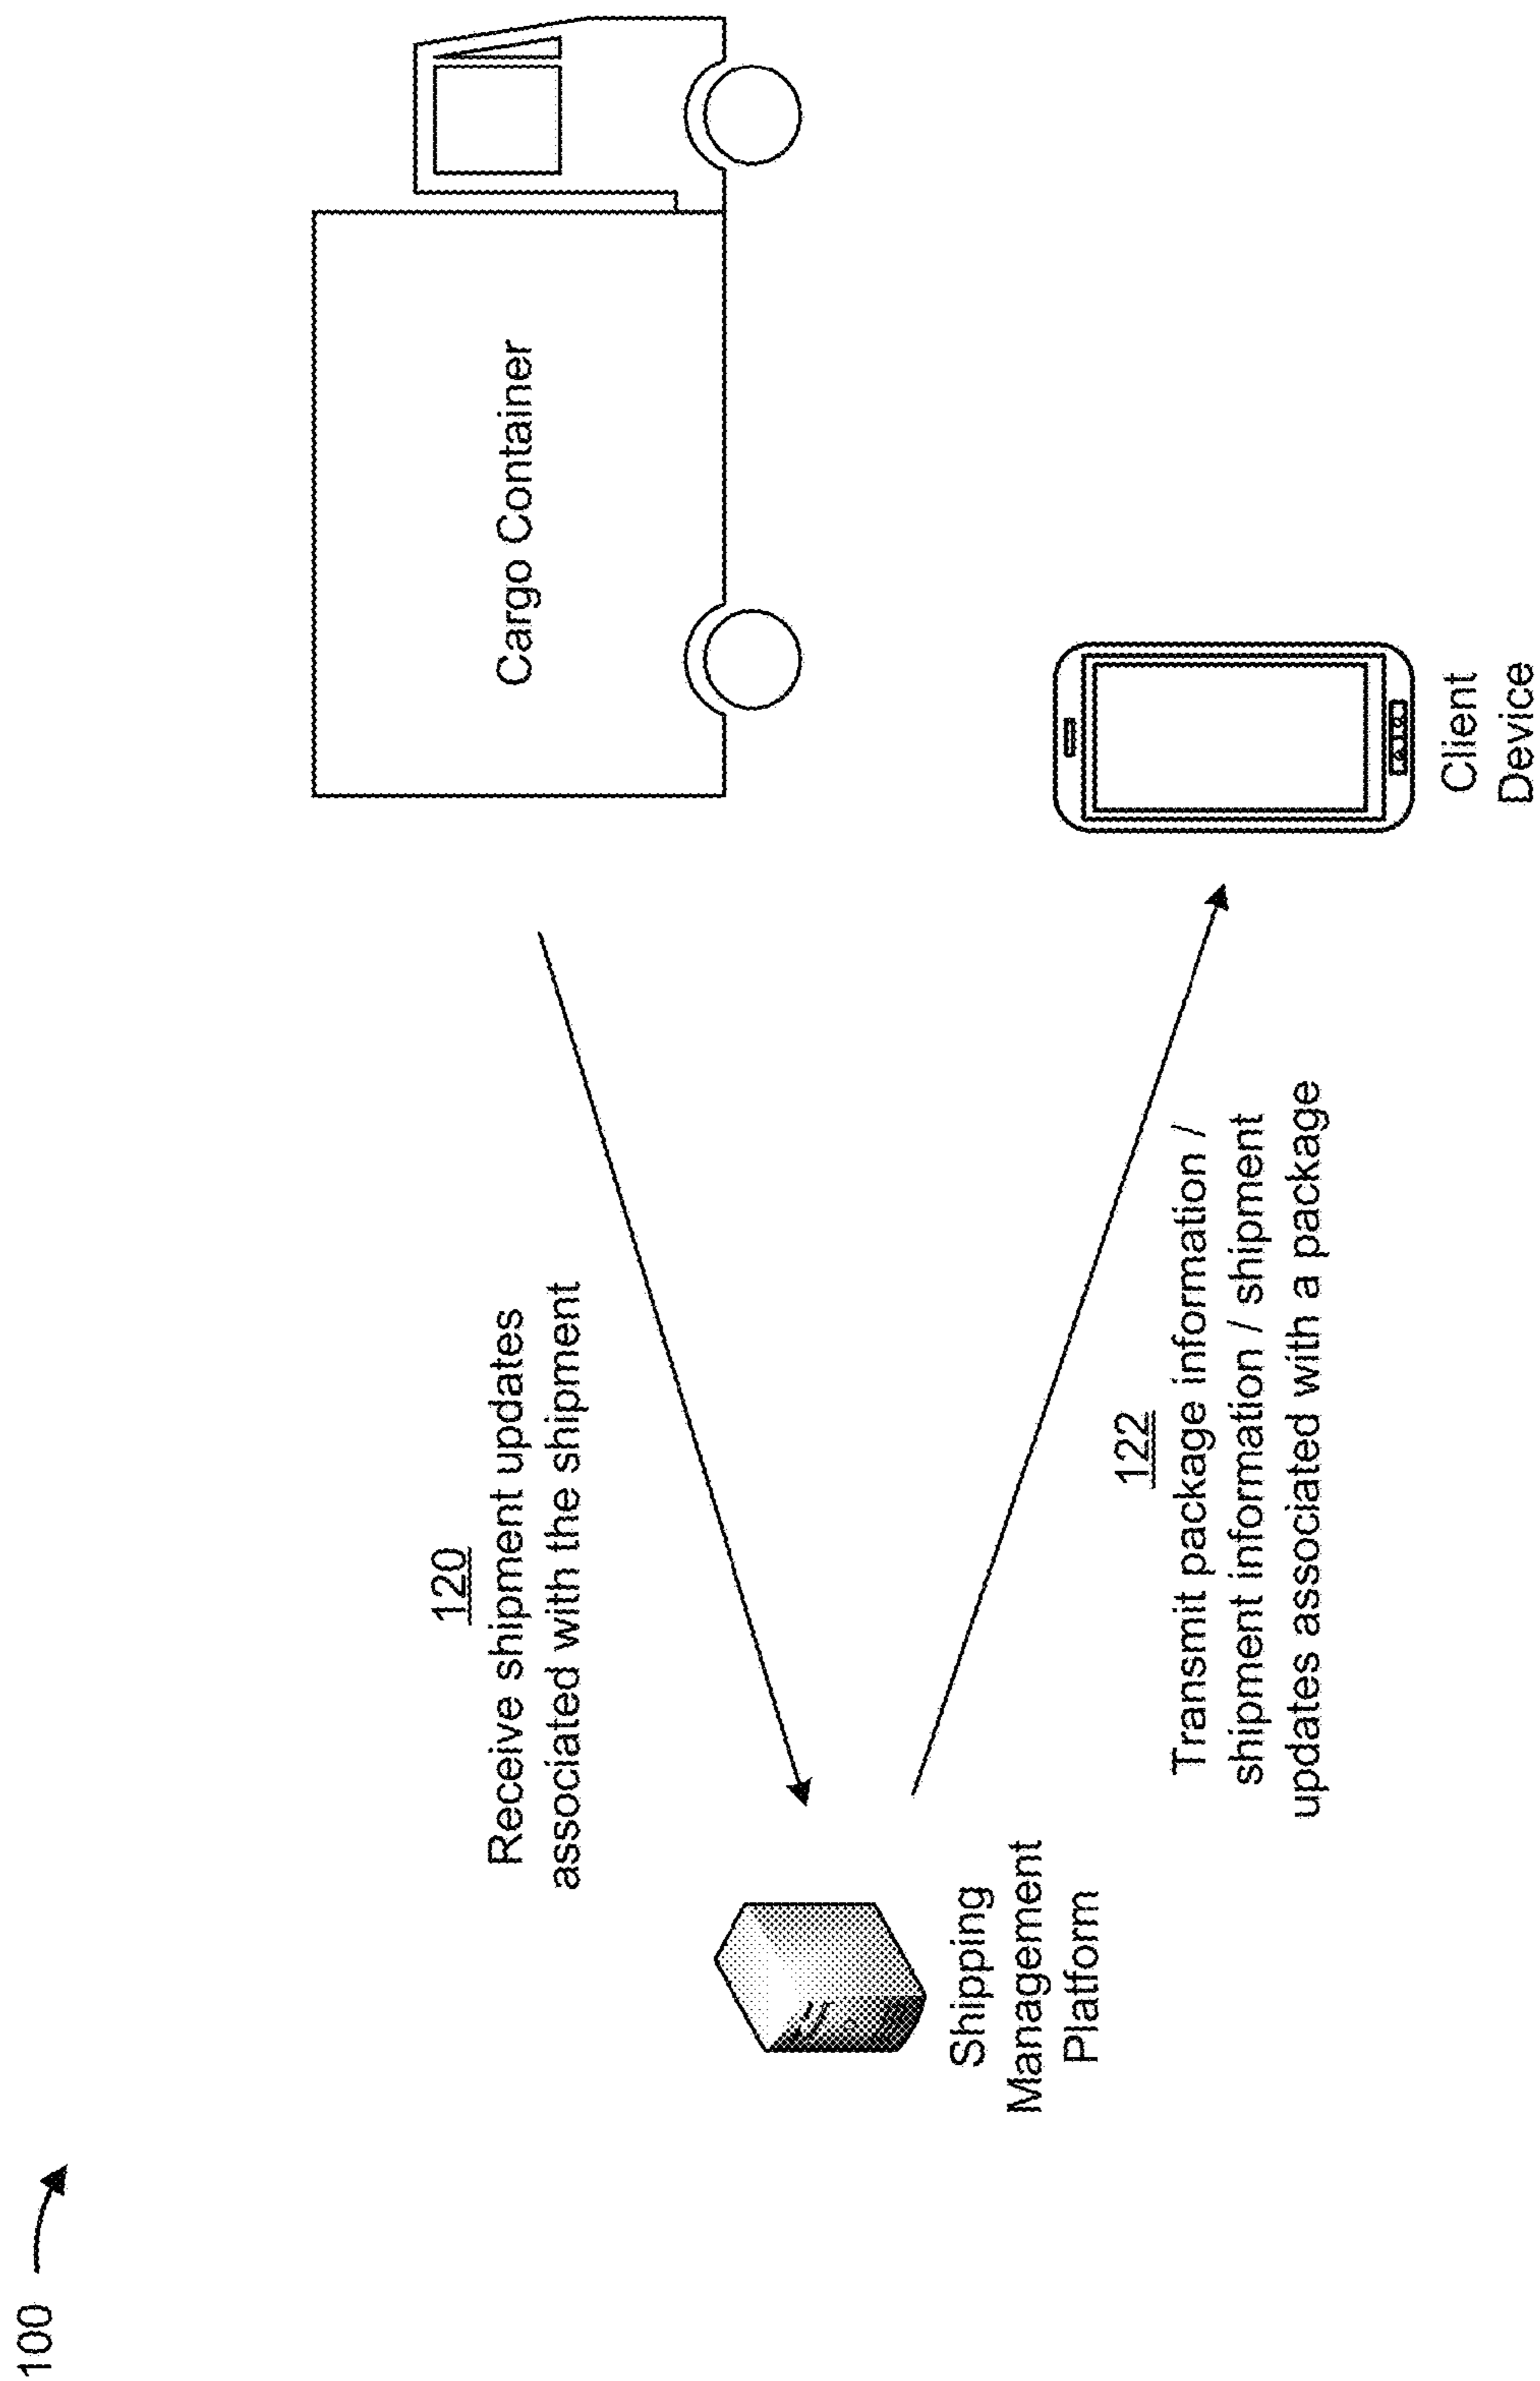 100
120
Receive shipment updates
associated with the shipment
Cargo Container
Shipping
Management
Platform
122
Transmit package information /
shipment information / shipment
updates associated with a package
Client
Device